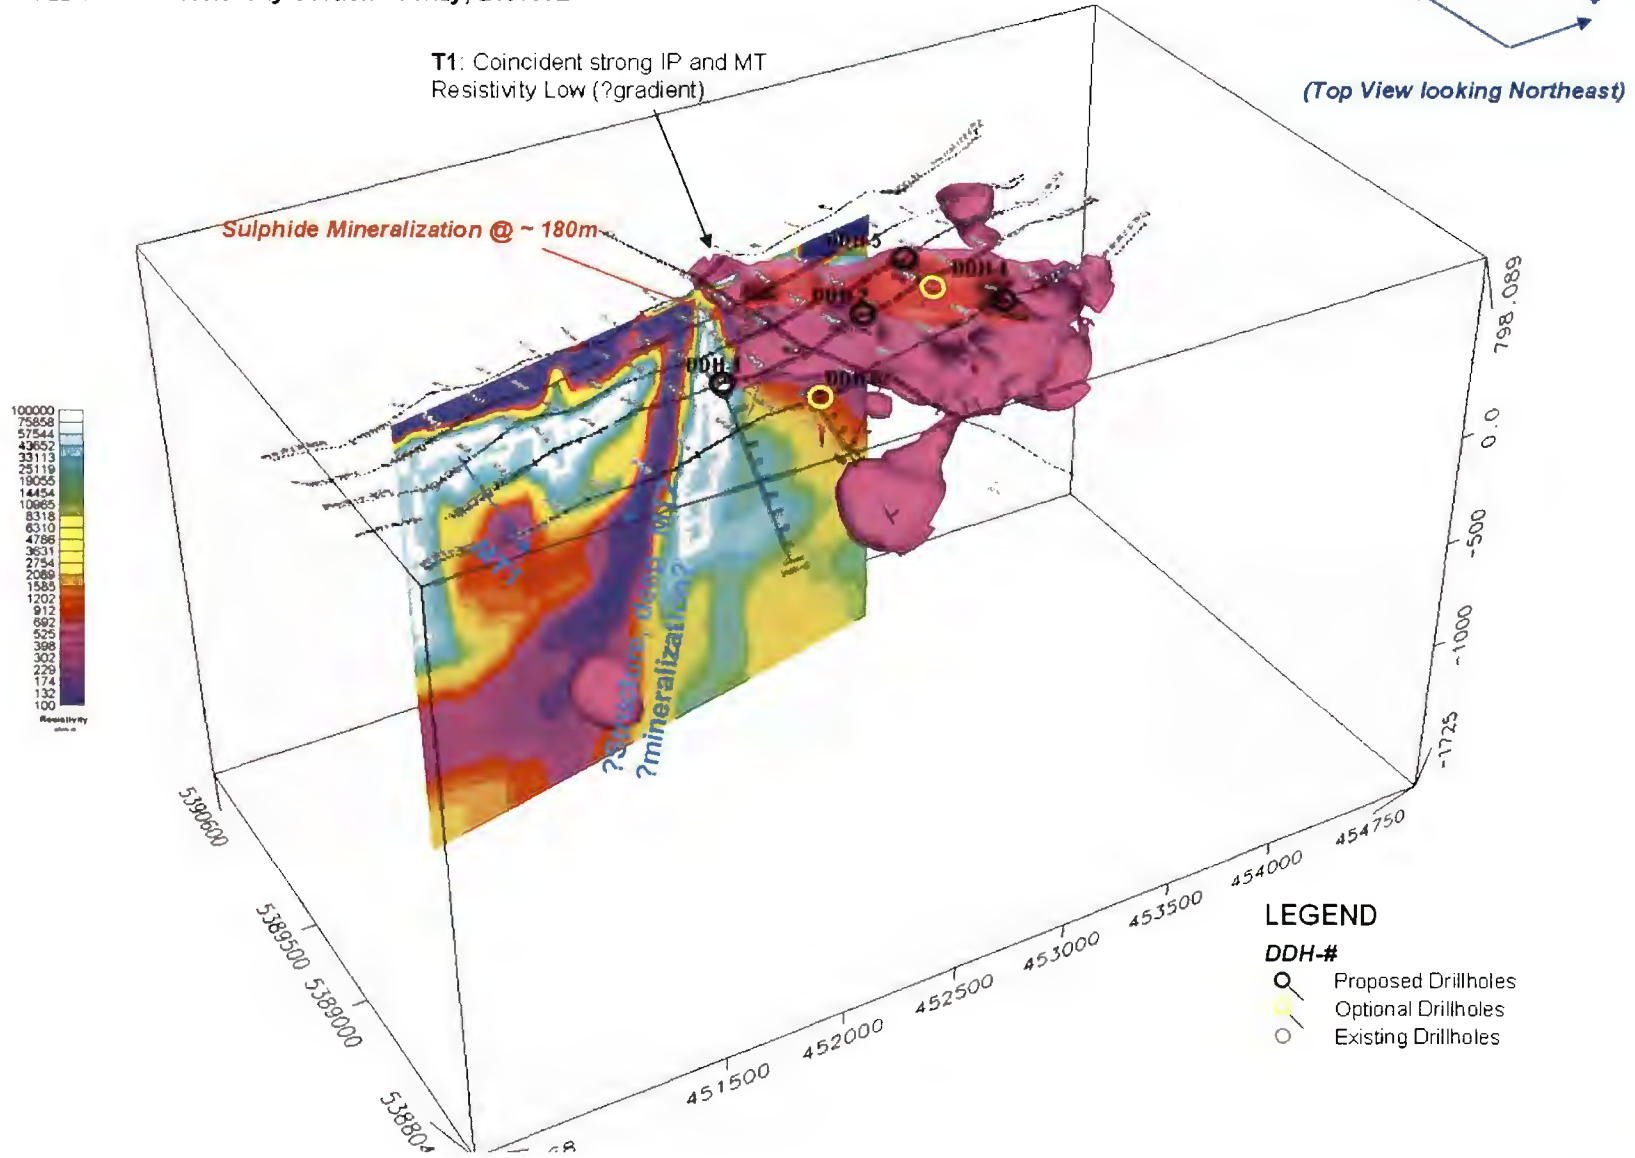 T1: Coincident strong IP and MT
Resistivity Low (?gradient)
(Top View looking Northeast)
Sulphide Mineralization @ ~ 180m
DDH 5
DDH 2
DDH 1
?Structure,
?mineralization?
100000
75858
57544
43652
33113
25119
19055
14454
10965
8318
6310
4786
3631
2754
2089
1585
1202
912
692
525
398
302
229
174
132
100
Resistivity
798.089
0.0
-500
-1000
-1725
5390600
5389500
5389000
538804
451500
452000
452500
453000
453500
454000
454750
LEGEND
DDH-#
Proposed Drillholes
Optional Drillholes
Existing Drillholes